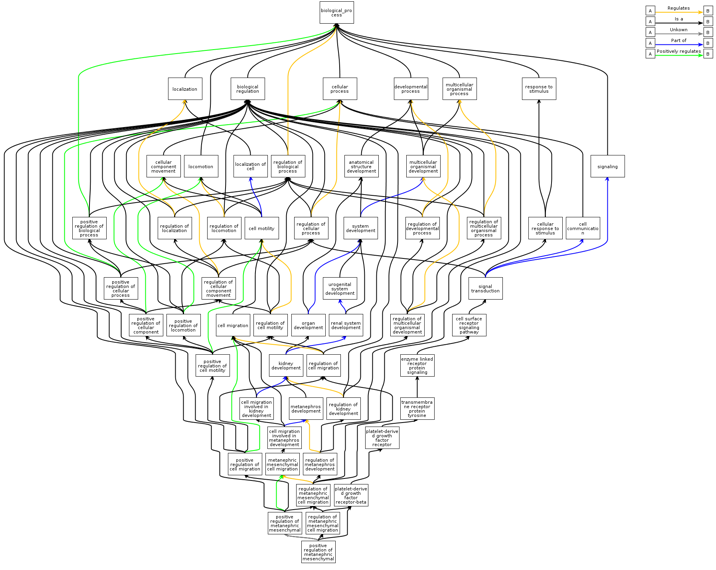 biological_pro
cess
A
Regulates
B
A
Is a
B
A
Unkown
B
A
Part of
B
A
Positively regulates
B
localization
biological
regulation
cellular
process
developmental
process
multicellular
organismal
process
response to
stimulus
cellular
component
movement
locomotion
localization of
cell
regulation of
biological
process
anatomical
structure
development
multicellular
organismal
development
signaling
positive
regulation of
biological
process
regulation of
localization
regulation of
locomotion
cell motility
regulation of
cellular
process
system
development
regulation of
developmental
process
regulation of
multicellular
organismal
process
cellular
response to
stimulus
cell
communicatio
n
positive
regulation of
cellular
process
regulation of
cellular
component
movement
urogenital
system
development
signal
transduction
positive
regulation of
cellular
component
positive
regulation of
locomotion
cell migration
regulation of
cell motility
organ
development
renal system
development
regulation of
multicellular
organismal
development
cell surface
receptor
signaling
pathway
positive
regulation of
cell motility
kidney
development
regulation of
cell migration
enzyme linked
receptor
protein
signaling
cell migration
involved in
kidney
development
metanephros
development
regulation of
kidney
development
transmembra
ne receptor
protein
tyrosine
cell migration
involved in
metanephros
development
platelet-derive
d growth
factor
receptor
positive
regulation of
cell migration
metanephric
mesenchymal
cell migration
regulation of
metanephros
development
regulation of
metanephric
mesenchymal
cell migration
platelet-derive
d growth
factor
receptor-beta
positive
regulation of
metanephric
mesenchymal
regulation of
metanephric
mesenchymal
cell migration
positive
regulation of
metanephric
mesenchymal